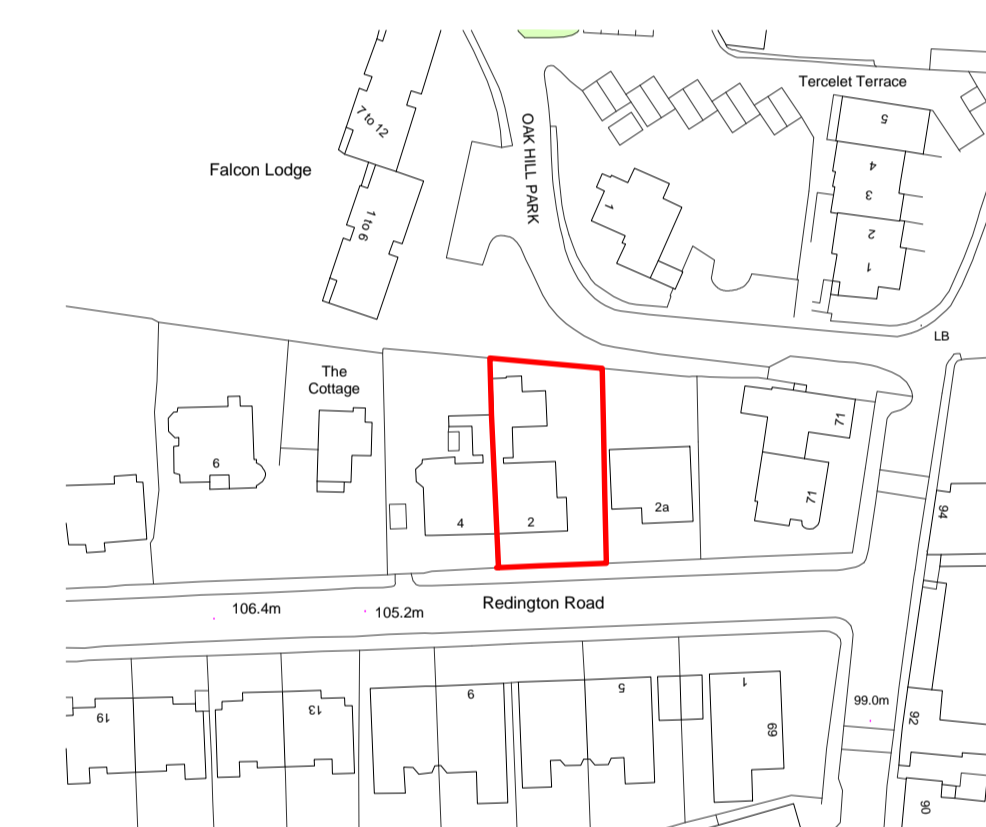 Tercelet Terrace
7 to 12
OAK HILL PARK
5
Falcon Lodge
4
3
1 to 6
1
2
1
LB
The
Cottage
71
6
71
94
2a
4
2
106.4m
105.2m
Redington Road
1
9
5
99.0m
19
13
69
92
90